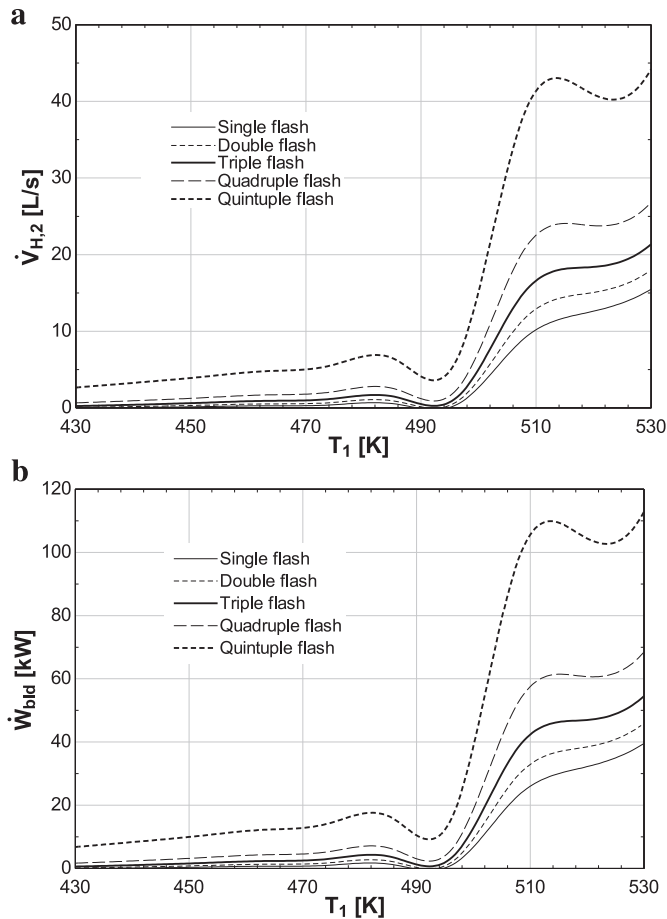 a
50
40
30
20
10
0
V̇H,2 [L/s]
Single flash
Double flash
Triple flash
Quadruple flash
Quintuple flash
430 450 470 490 510 530
T1 [K]
b
120
100
80
60
40
20
0
Ẇbld [kW]
Single flash
Double flash
Triple flash
Quadruple flash
Quintuple flash
430 450 470 490 510 530
T1 [K]